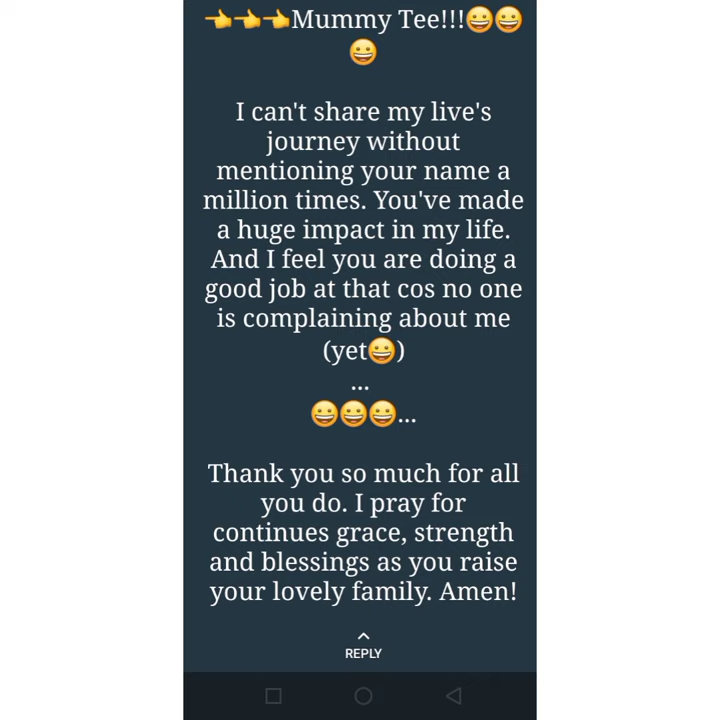 👈👈👈Mummy Tee!!!😀😀
😀
I can't share my live's
journey without
mentioning your name a
million times. You've made
a huge impact in my life.
And I feel you are doing a
good job at that cos no one
is complaining about me
(yet😀)
...
😀😀😀...
Thank you so much for all
you do. I pray for
continues grace, strength
and blessings as you raise
your lovely family. Amen!
REPLY